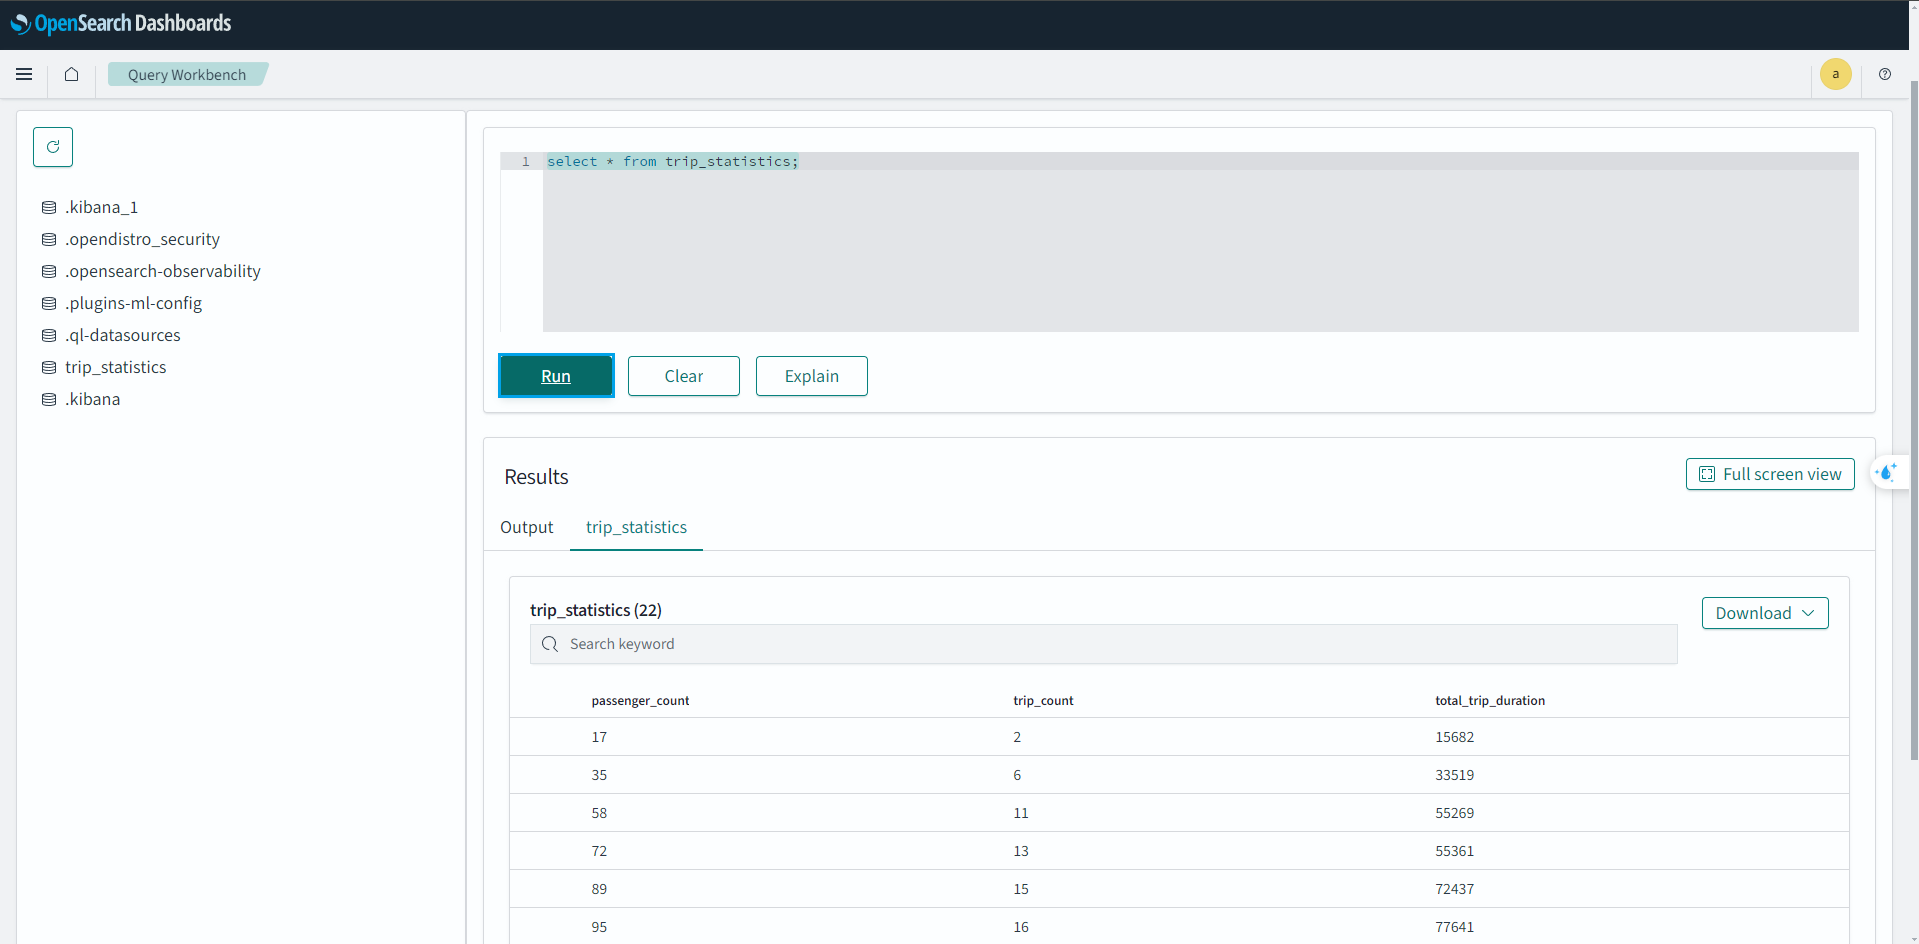 OpenSearch Dashboards
Query Workbench
a
.kibana_1
.opendistro_security
.opensearch-observability
.plugins-ml-config
.ql-datasources
trip_statistics
.kibana
1 select * from trip_statistics;
Run Clear Explain
Results
Full screen view
Output trip_statistics
trip_statistics (22)
Download
Search keyword
passenger_count trip_count total_trip_duration
17 2 15682
35 6 33519
58 11 55269
72 13 55361
89 15 72437
95 16 77641